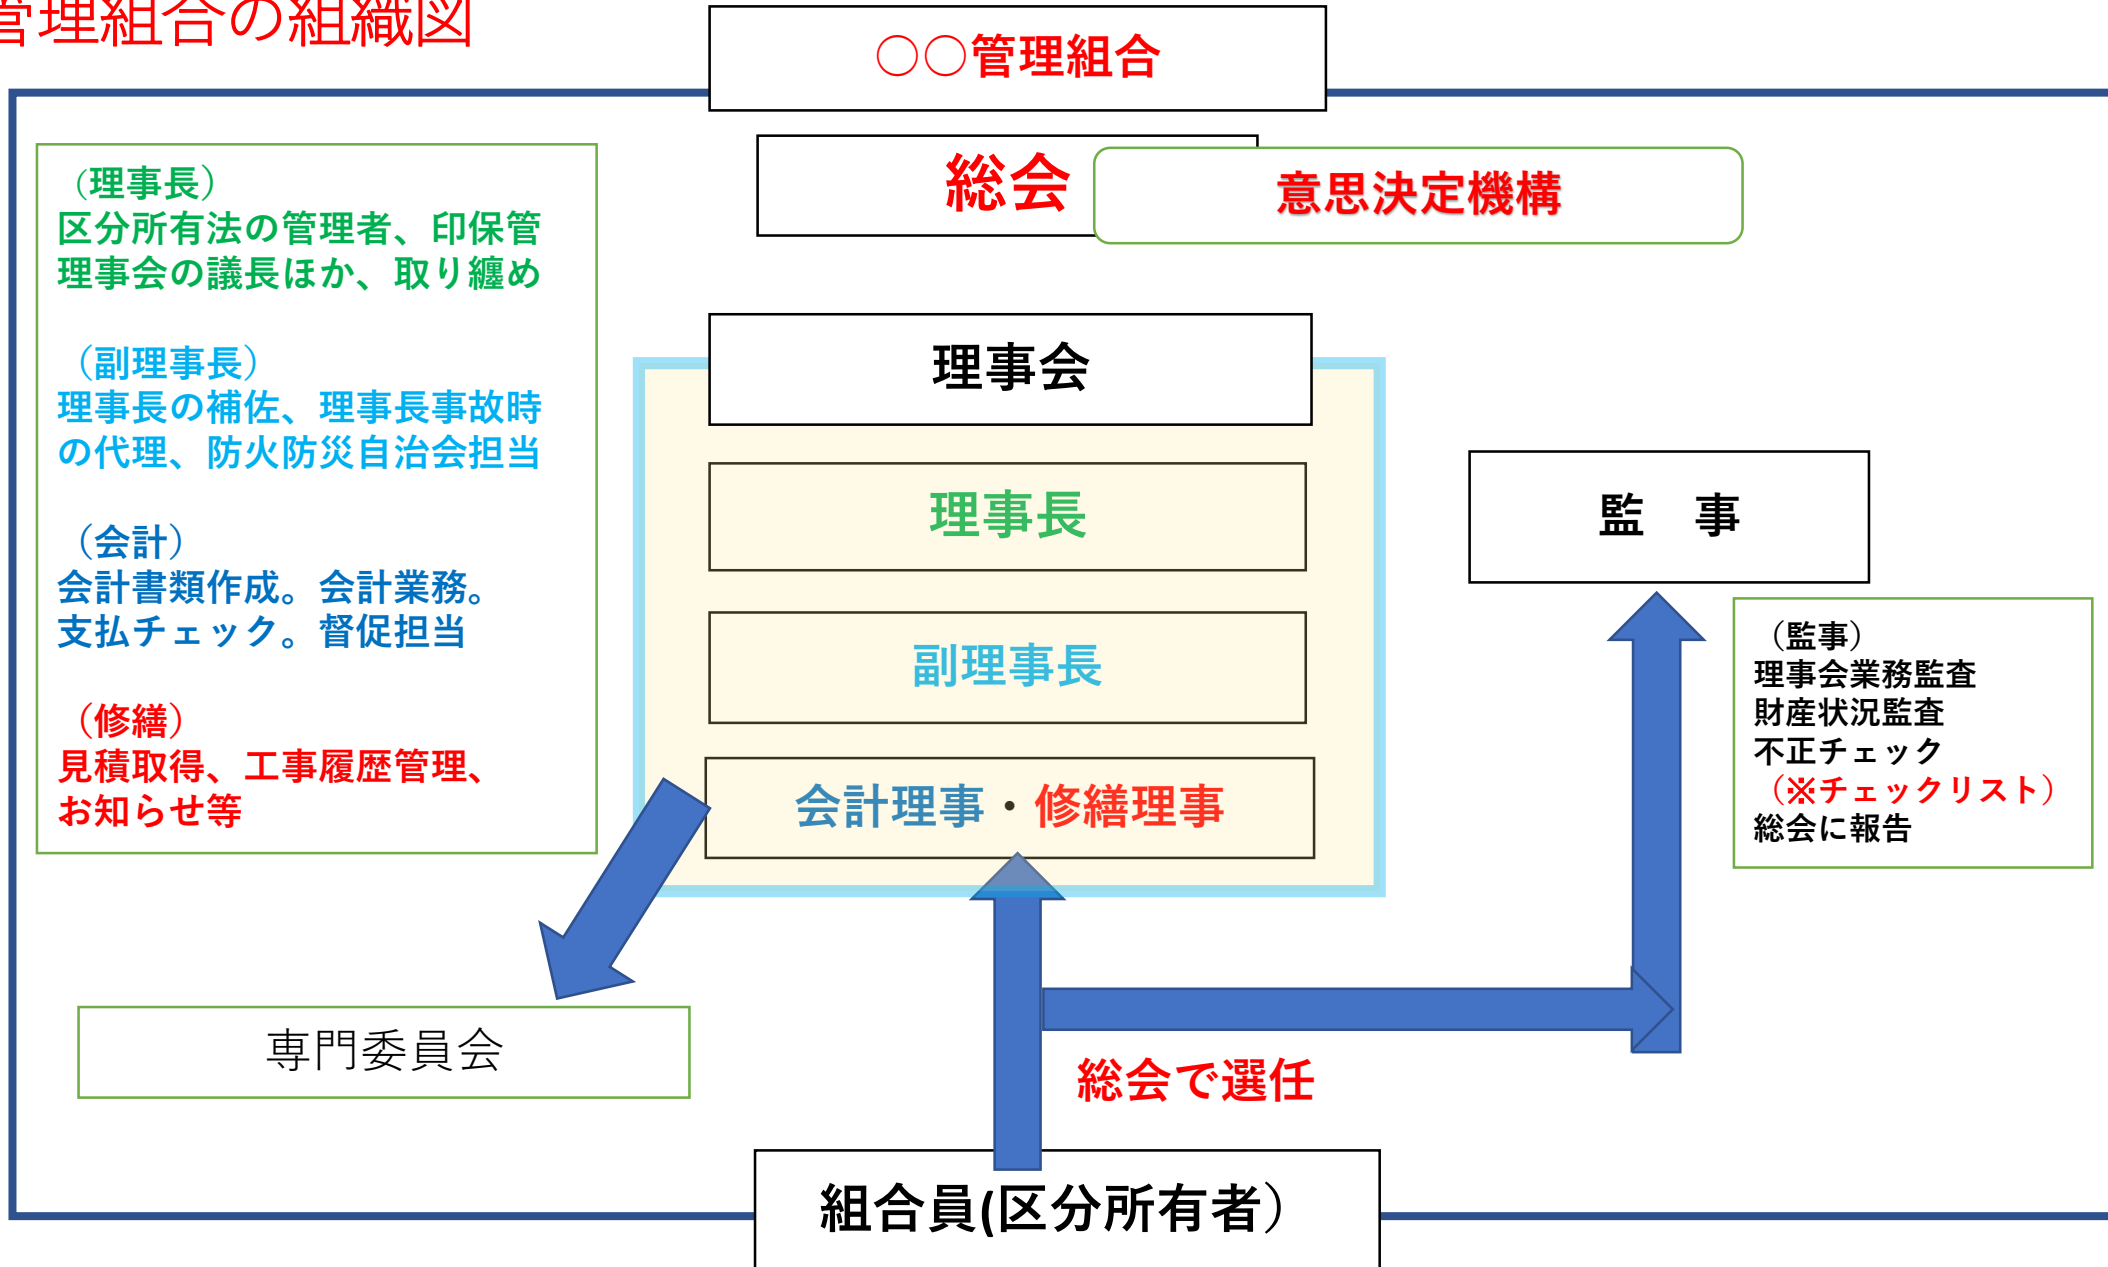 管理組合の組織図
〇〇管理組合
総会
意思決定機構
（理事長）
区分所有法の管理者、印保管
理事会の議長ほか、取り纏め
（副理事長）
理事長の補佐、理事長事故時
の代理、防火防災自治会担当
（会計）
会計書類作成。会計業務。
支払チェック。督促担当
（修繕）
見積取得、工事履歴管理、
お知らせ等
理事会
理事長
副理事長
会計理事・修繕理事
監　事
（監事）
理事会業務監査
財産状況監査
不正チェック
（※チェックリスト）
総会に報告
専門委員会
総会で選任
組合員(区分所有者）